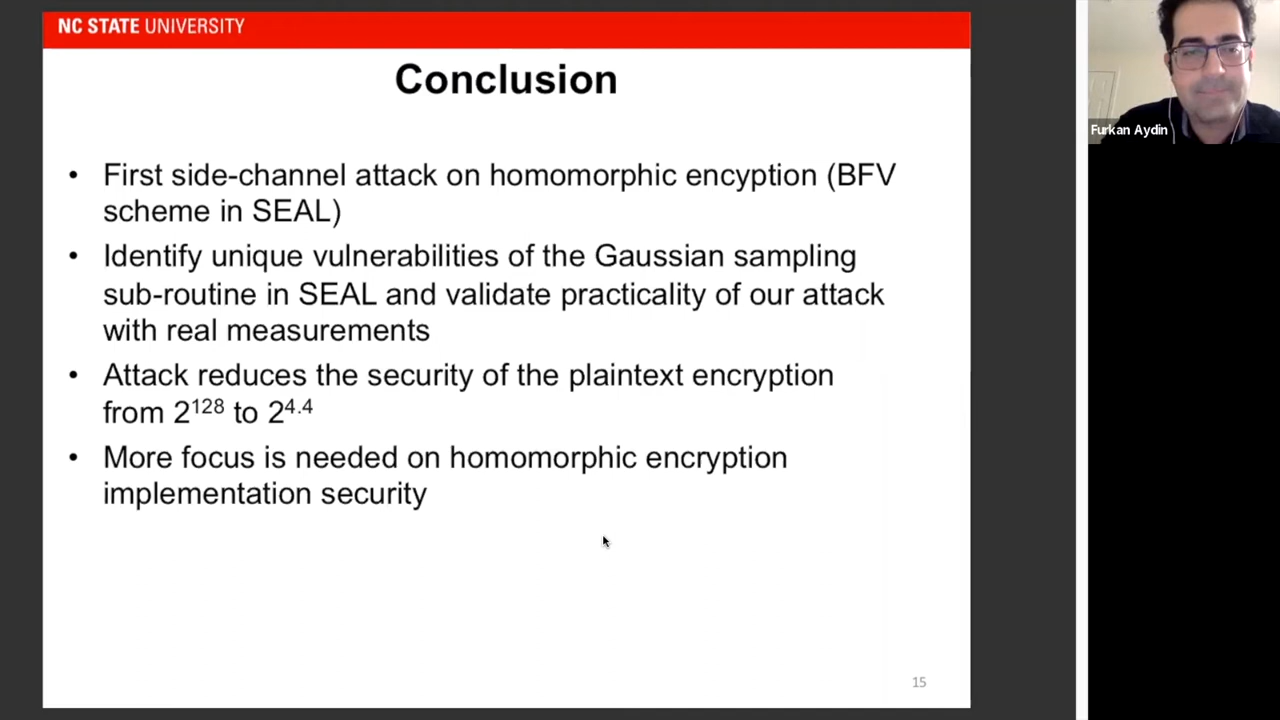 NC STATE UNIVERSITY
Conclusion
• First side-channel attack on homomorphic encyption (BFV
scheme in SEAL)
• Identify unique vulnerabilities of the Gaussian sampling
sub-routine in SEAL and validate practicality of our attack
with real measurements
• Attack reduces the security of the plaintext encryption
from 2¹²⁸ to 2⁴·⁴
• More focus is needed on homomorphic encryption
implementation security
15
Furkan Aydin